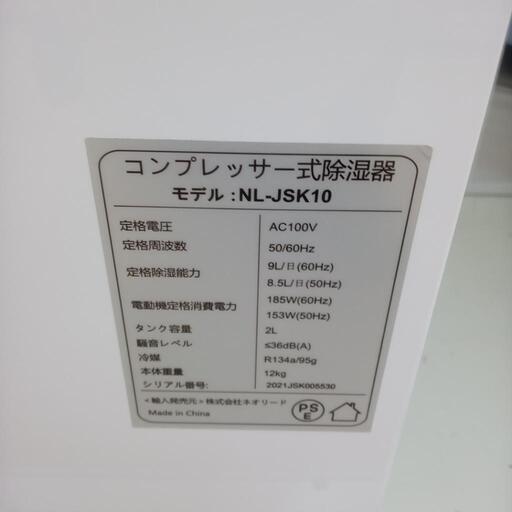 コンプレッサー式除湿器
モデル：NL-JSK10
定格電圧 AC100V
定格周波数 50/60Hz
定格除湿能力 9L/日(60Hz)
8.5L/日(50Hz)
電動機定格消費電力 185W(60Hz)
153W(50Hz)
タンク容量 2L
騒音レベル ≤36dB(A)
冷媒 R134a/95g
本体重量 12kg
シリアル番号: 2021JSK005530
＜輸入発売元＞株式会社ネオリード
Made in China
PS
E